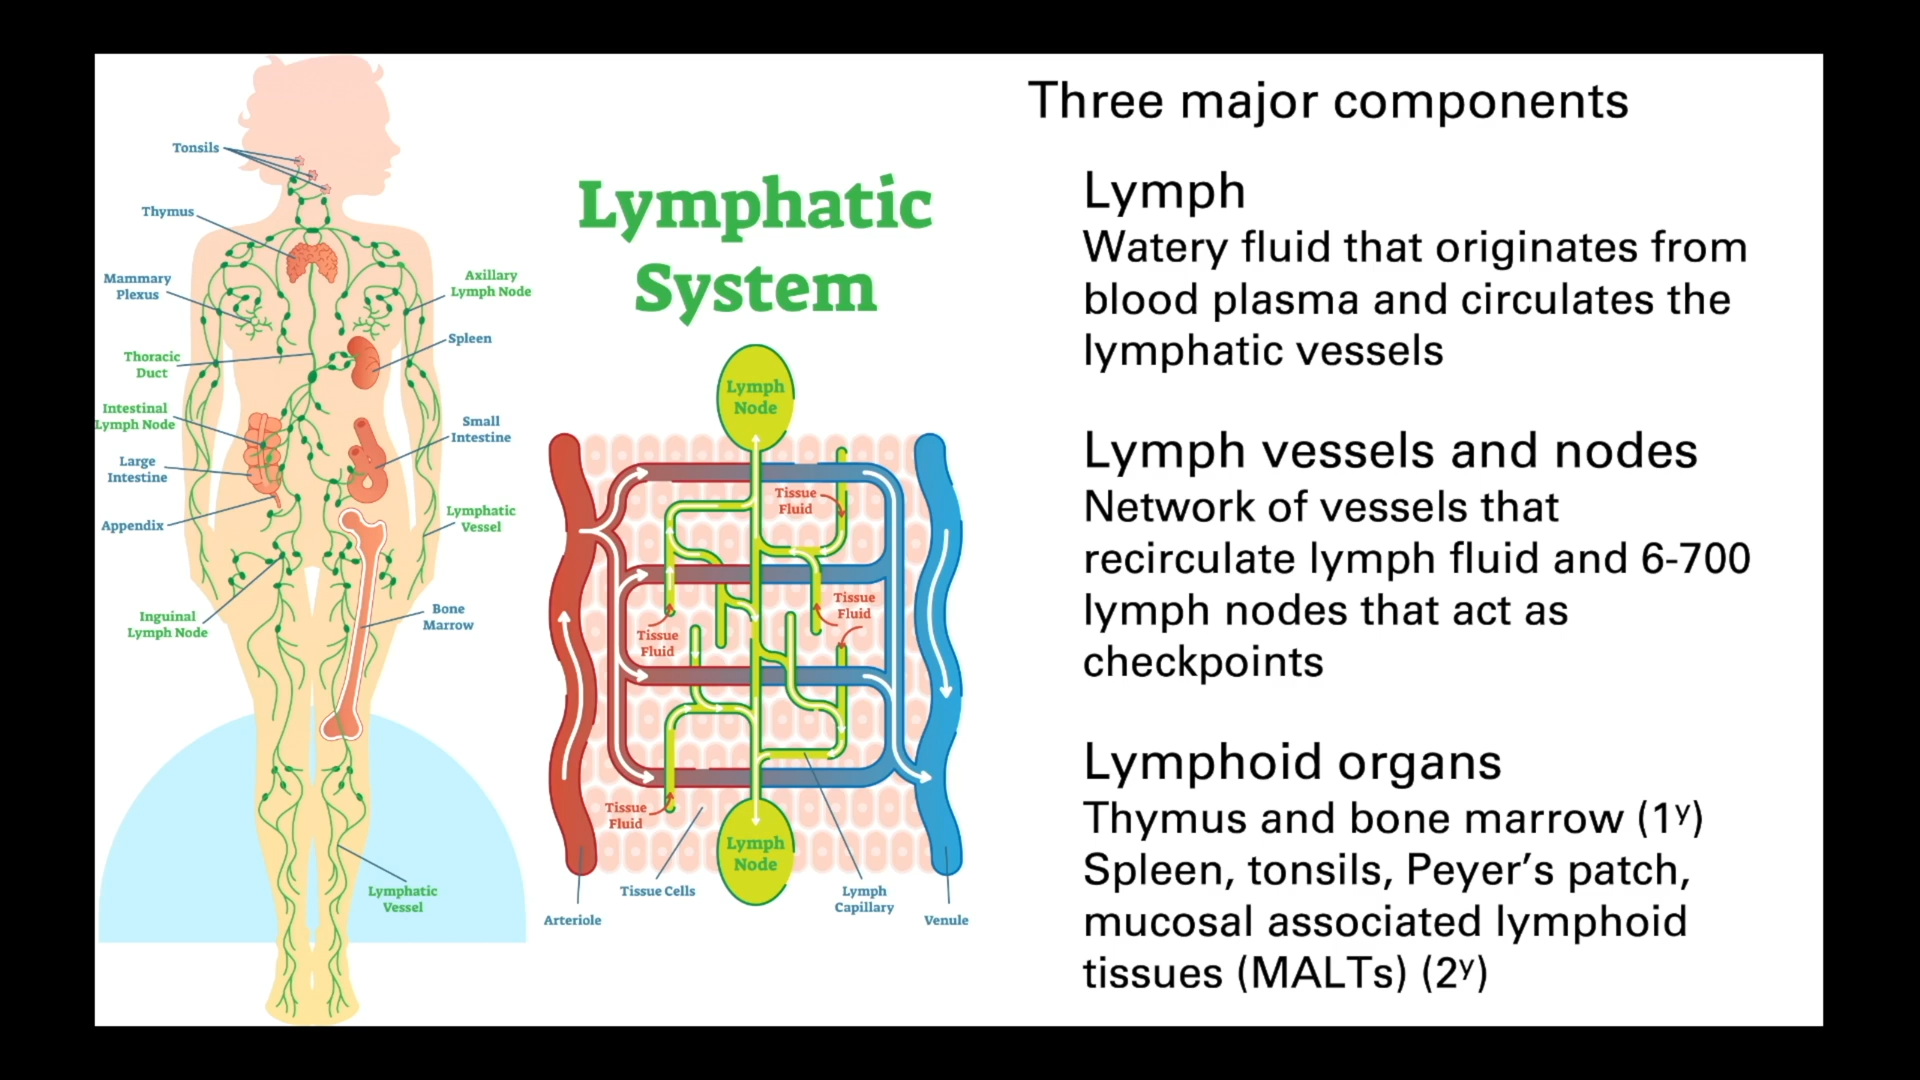 Tonsils
Thymus
Mammary
Plexus
Thoracic
Duct
Intestinal
Lymph Node
Large
Intestine
Appendix
Inguinal
Lymph Node
Axillary
Lymph Node
Spleen
Small
Intestine
Lymphatic
Vessel
Bone
Marrow
Lymphatic
Vessel
Lymphatic
System
Lymph
Node
Tissue
Fluid
Tissue
Fluid
Tissue
Fluid
Tissue
Fluid
Lymph
Node
Arteriole
Tissue Cells
Lymph
Capillary
Venule
Three major components
Lymph
Watery fluid that originates from
blood plasma and circulates the
lymphatic vessels
Lymph vessels and nodes
Network of vessels that
recirculate lymph fluid and 6-700
lymph nodes that act as
checkpoints
Lymphoid organs
Thymus and bone marrow (1ʸ)
Spleen, tonsils, Peyer’s patch,
mucosal associated lymphoid
tissues (MALTs) (2ʸ)